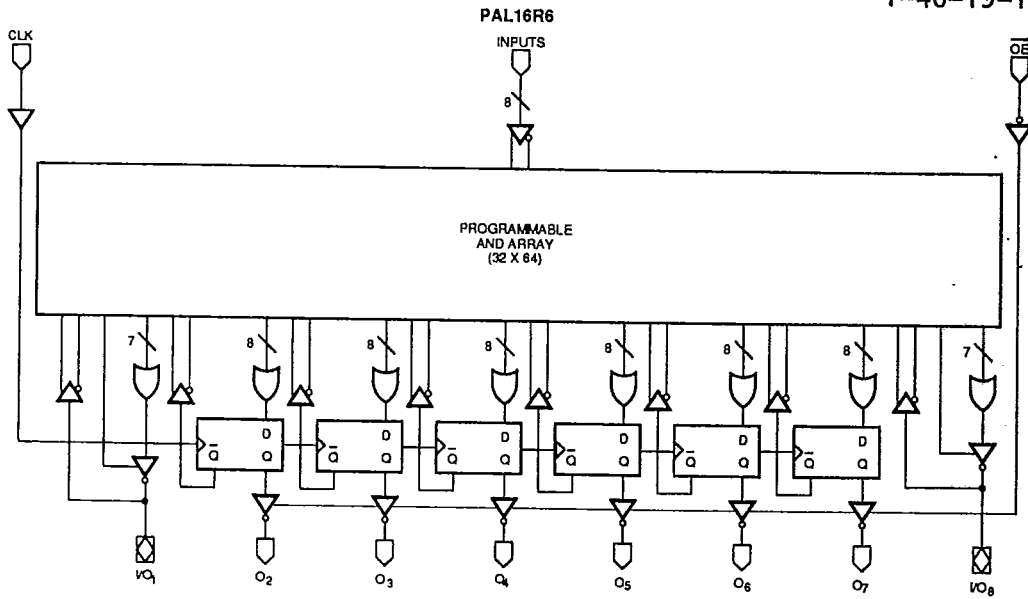 PAL16R6
CLK
INPUTS
OE
8
PROGRAMMABLE
AND ARRAY
(32 X 64)
7 8 8 8 8 8 8 7
D D D D D D
Q̅ Q Q̅ Q Q̅ Q Q̅ Q Q̅ Q Q̅ Q
I/O1 O2 O3 O4 O5 O6 O7 I/O8